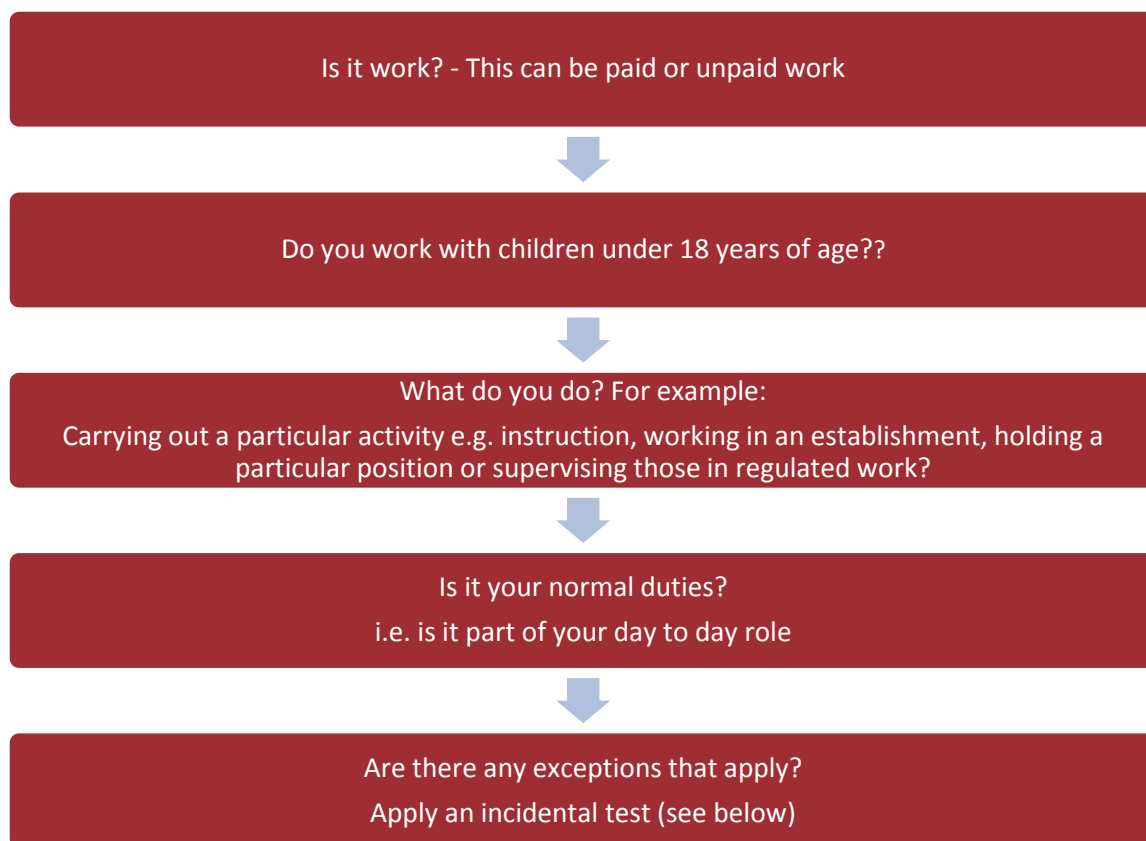 Is it work? - This can be paid or unpaid work
Do you work with children under 18 years of age??
What do you do? For example:
Carrying out a particular activity e.g. instruction, working in an establishment, holding a
particular position or supervising those in regulated work?
Is it your normal duties?
i.e. is it part of your day to day role
Are there any exceptions that apply?
Apply an incidental test (see below)